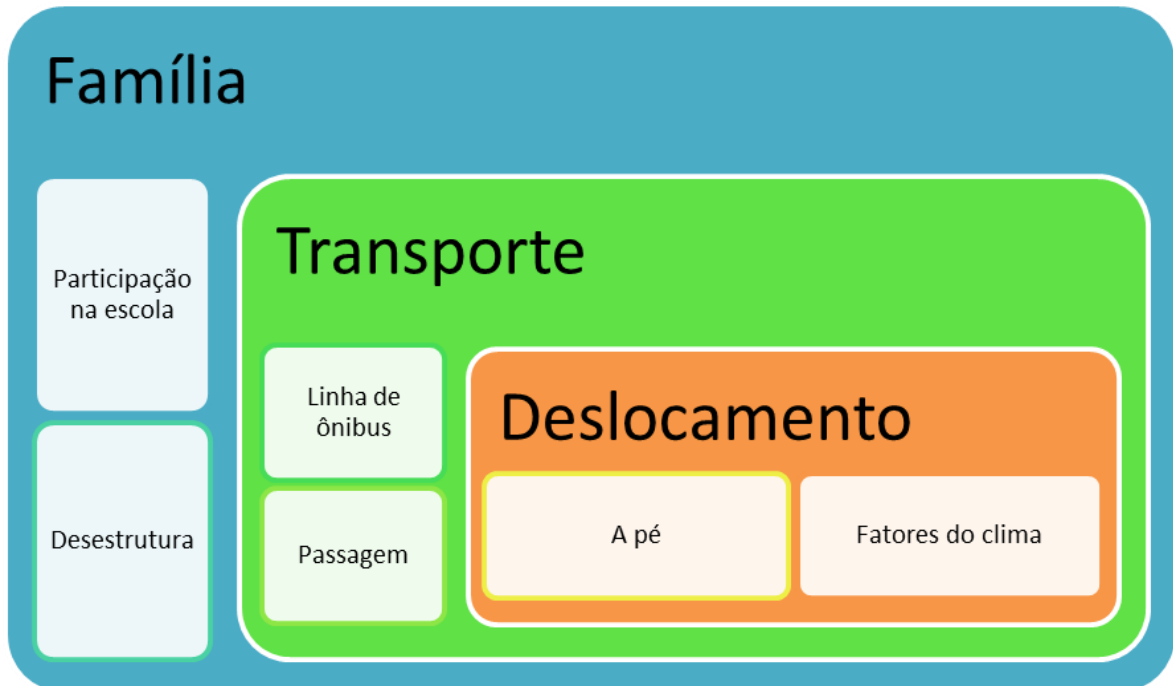 Família
Participação
na escola
Desestrutura
Transporte
Linha de
ônibus
Passagem
Deslocamento
A pé
Fatores do clima